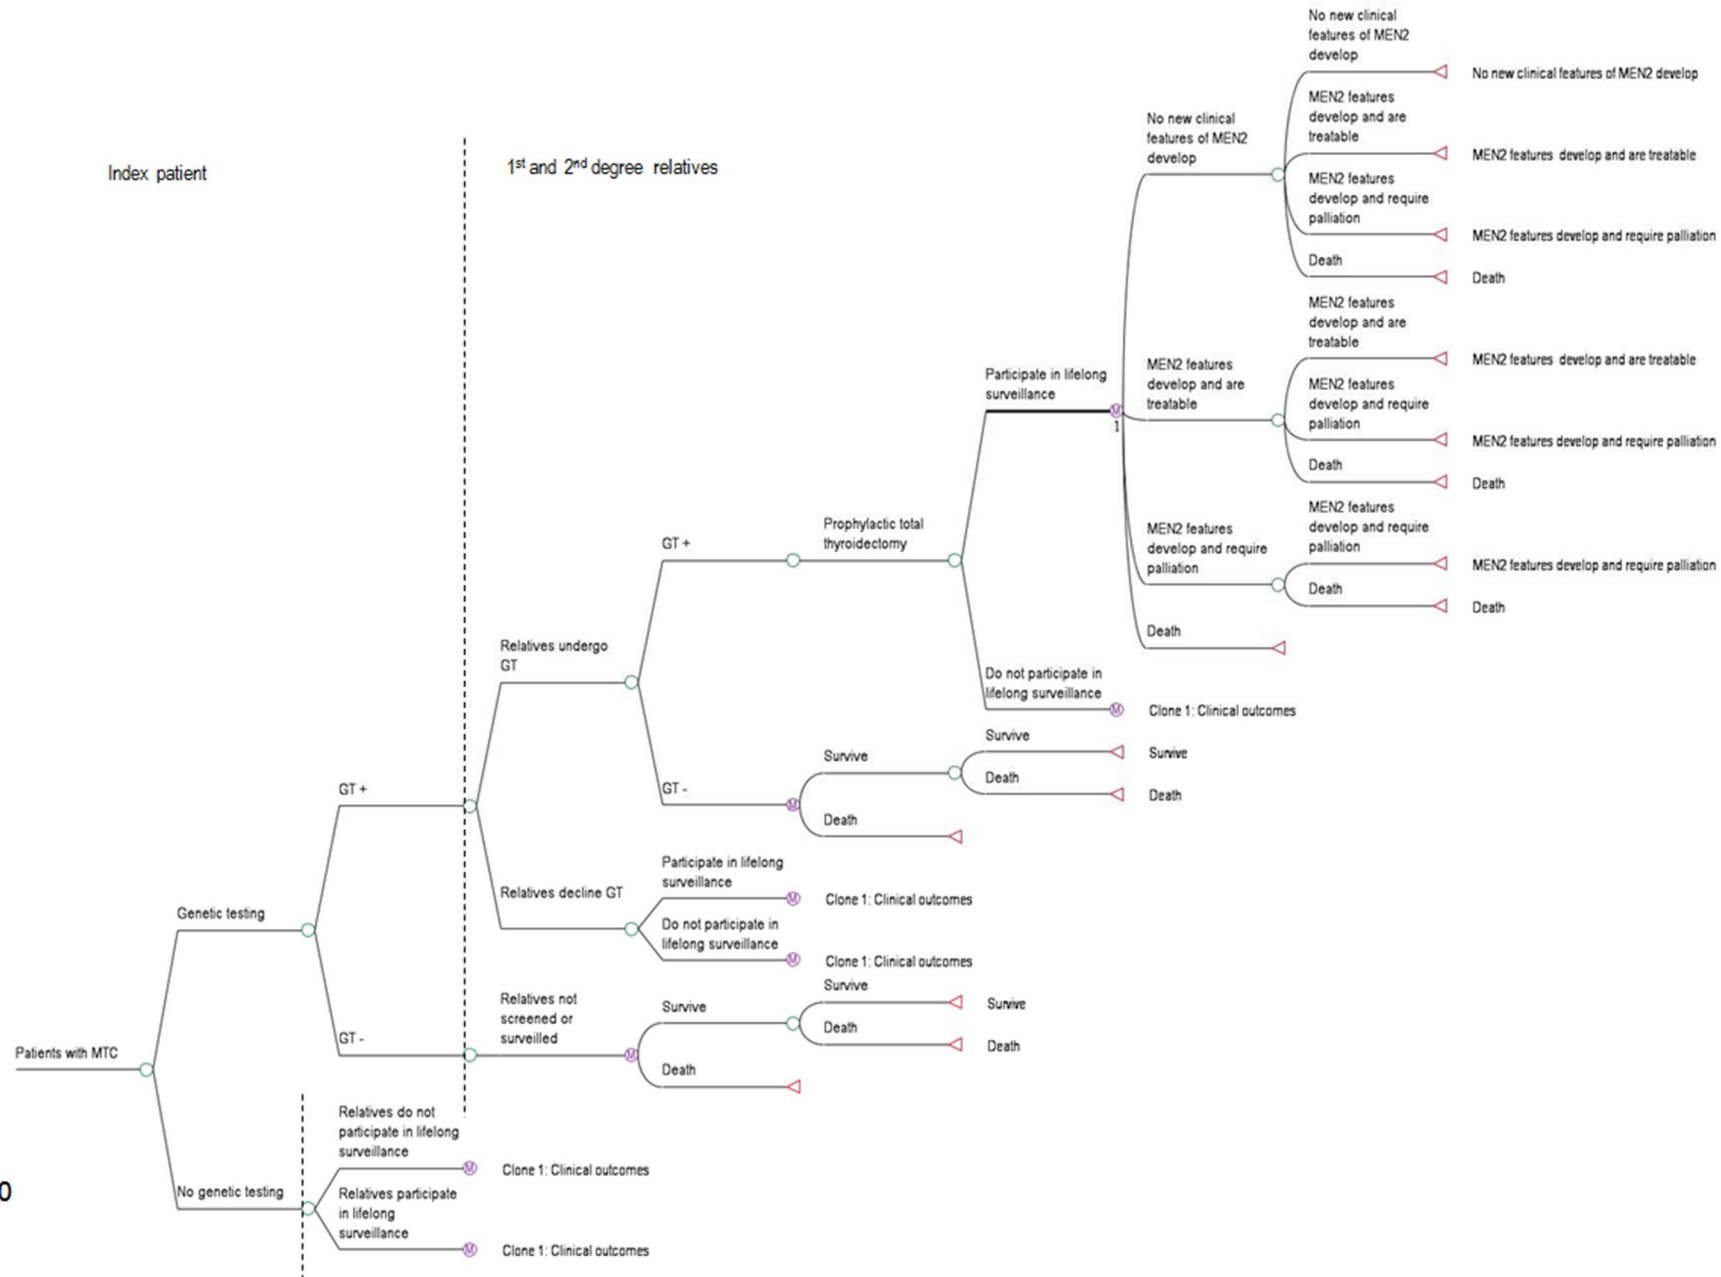 Index patient
1st and 2nd degree relatives
No new clinical
features of MEN2
develop
No new clinical features of MEN2 develop
MEN2 features
develop and are
treatable
MEN2 features develop and are treatable
No new clinical
features of MEN2
develop
MEN2 features
develop and require
palliation
MEN2 features develop and require palliation
Death
Death
MEN2 features
develop and are
treatable
MEN2 features develop and are treatable
Participate in lifelong
surveillance
M
1
MEN2 features
develop and are
treatable
MEN2 features
develop and require
palliation
MEN2 features develop and require palliation
Death
Death
MEN2 features
develop and require
palliation
MEN2 features develop and require palliation
MEN2 features
develop and require
palliation
Death
Death
Death
GT +
Prophylactic total
thyroidectomy
Relatives undergo
GT
Do not participate in
lifelong surveillance
M
Clone 1: Clinical outcomes
Survive
Survive
Survive
Death
Death
GT -
M
Death
GT +
Participate in lifelong
surveillance
M
Clone 1: Clinical outcomes
Relatives decline GT
Do not participate in
lifelong surveillance
M
Clone 1: Clinical outcomes
Genetic testing
Relatives not
screened or
surveilled
M
Survive
Survive
Survive
Death
Death
GT -
Death
Patients with MTC
Relatives do not
participate in lifelong
surveillance
M
Clone 1: Clinical outcomes
No genetic testing
Relatives participate
in lifelong
surveillance
M
Clone 1: Clinical outcomes
0